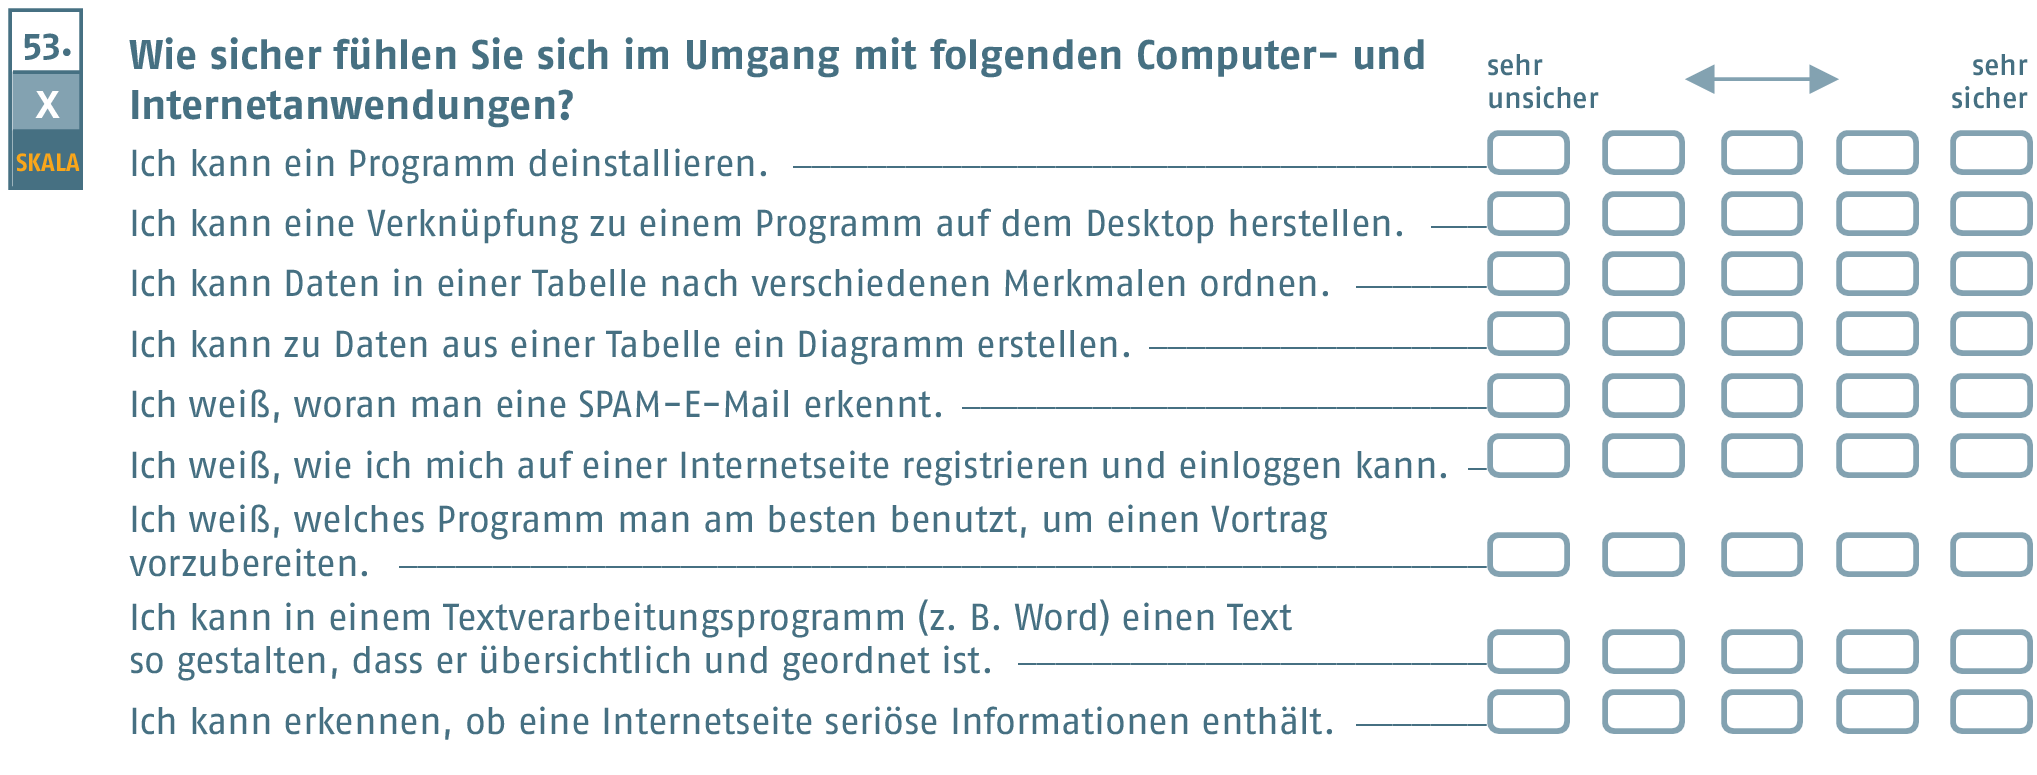 53.
X
SKALA
Wie sicher fühlen Sie sich im Umgang mit folgenden Computer- und
Internetanwendungen?
sehr
unsicher
sehr
sicher
Ich kann ein Programm deinstallieren.
Ich kann eine Verknüpfung zu einem Programm auf dem Desktop herstellen.
Ich kann Daten in einer Tabelle nach verschiedenen Merkmalen ordnen.
Ich kann zu Daten aus einer Tabelle ein Diagramm erstellen.
Ich weiß, woran man eine SPAM-E-Mail erkennt.
Ich weiß, wie ich mich auf einer Internetseite registrieren und einloggen kann.
Ich weiß, welches Programm man am besten benutzt, um einen Vortrag
vorzubereiten.
Ich kann in einem Textverarbeitungsprogramm (z. B. Word) einen Text
so gestalten, dass er übersichtlich und geordnet ist.
Ich kann erkennen, ob eine Internetseite seriöse Informationen enthält.